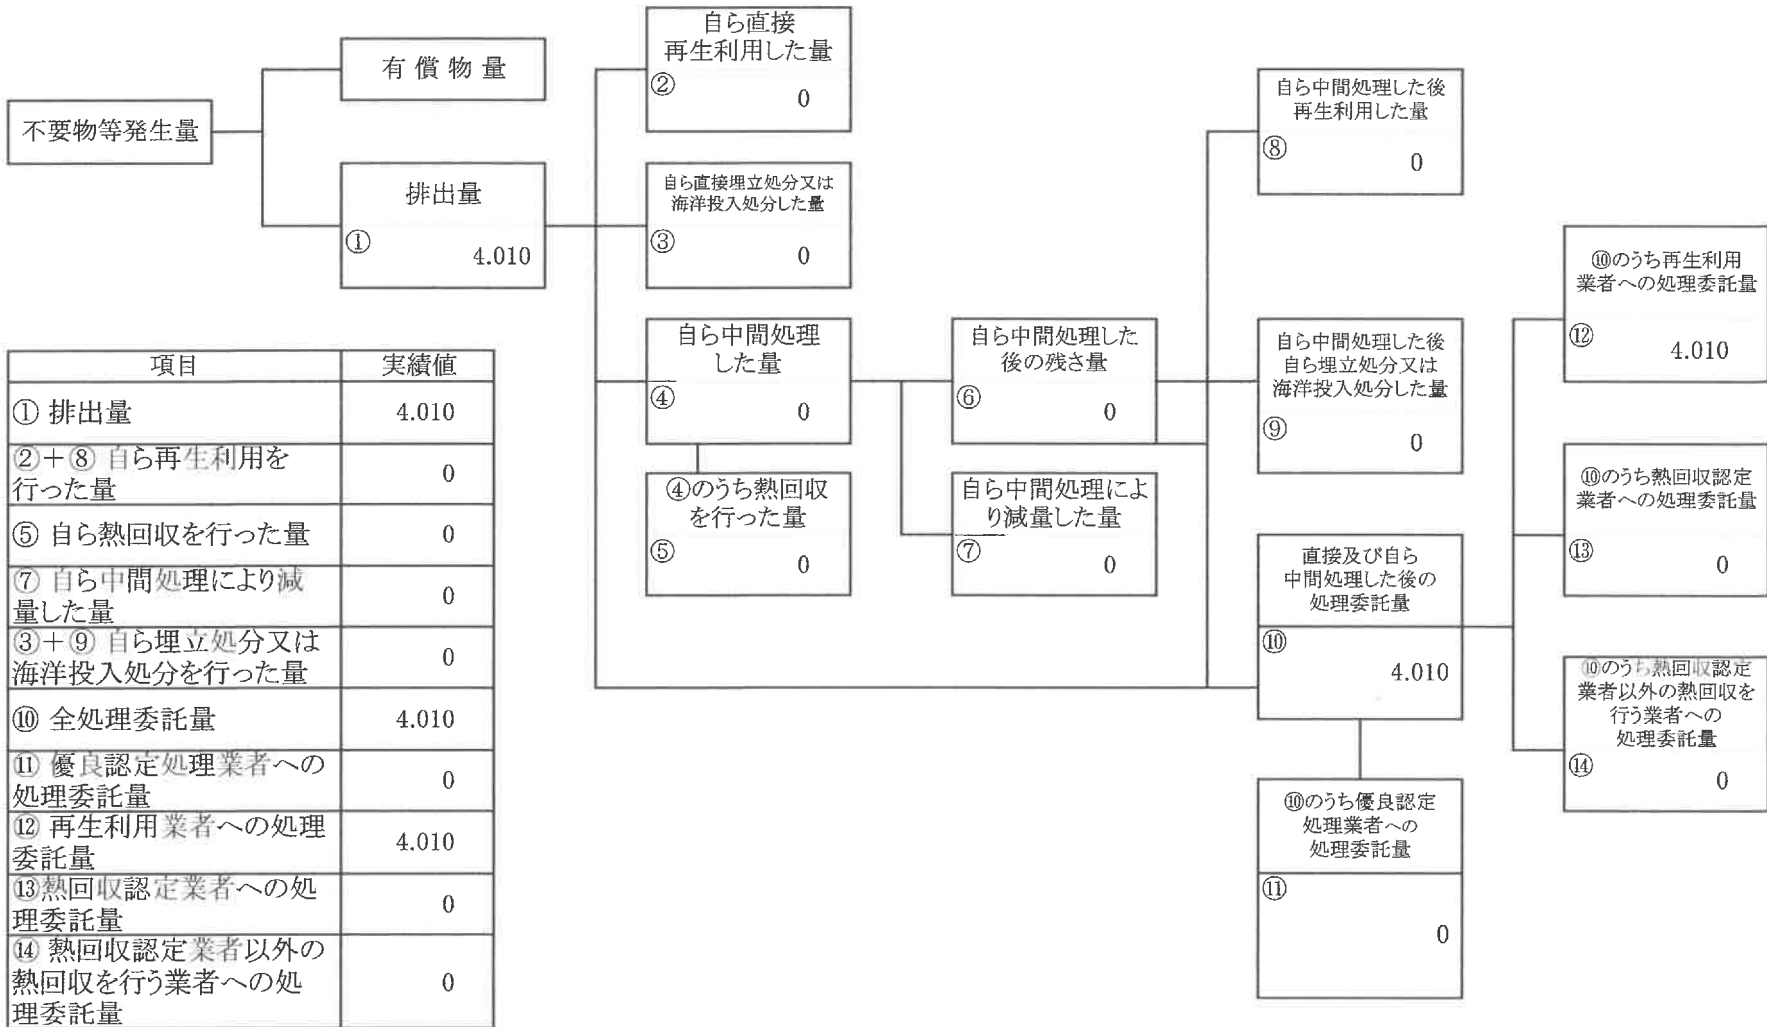 不要物等発生量
有償物量
排出量
①
4.010
自ら直接
再生利用した量
②
0
自ら直接埋立処分又は
海洋投入処分した量
③
0
自ら中間処理
した量
④
0
④のうち熱回収
を行った量
⑤
0
自ら中間処理した
後の残さ量
⑥
0
自ら中間処理によ
り減量した量
⑦
0
自ら中間処理した後
再生利用した量
⑧
0
自ら中間処理した後
自ら埋立処分又は
海洋投入処分した量
⑨
0
直接及び自ら
中間処理した後の
処理委託量
⑩
4.010
⑩のうち優良認定
処理業者への
処理委託量
⑪
0
⑩のうち再生利用
業者への処理委託量
⑫
4.010
⑩のうち熱回収認定
業者への処理委託量
⑬
0
⑩のうち熱回収認定
業者以外の熱回収を
行う業者への
処理委託量
⑭
0
項目 実績値
① 排出量 4.010
②+⑧ 自ら再生利用を
行った量 0
⑤ 自ら熱回収を行った量 0
⑦ 自ら中間処理により減
量した量 0
③+⑨ 自ら埋立処分又は
海洋投入処分を行った量 0
⑩ 全処理委託量 4.010
⑪ 優良認定処理業者への
処理委託量 0
⑫ 再生利用業者への処理
委託量 4.010
⑬熱回収認定業者への処
理委託量 0
⑭ 熱回収認定業者以外の
熱回収を行う業者への処
理委託量 0